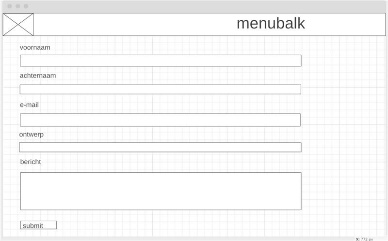 menubalk
voornaam
achternaam
e-mail
ontwerp
bericht
submit